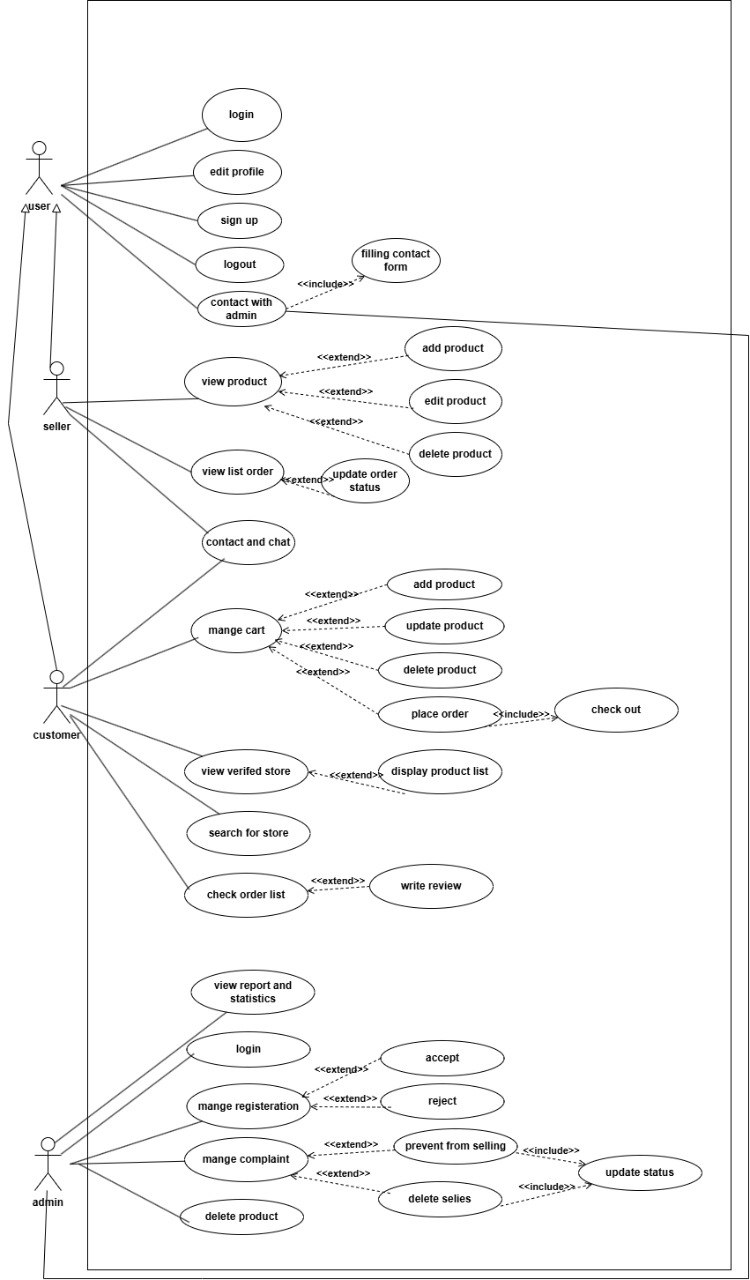 login
edit profile
user
sign up
logout
filling contact
form
<<include>>
contact with
admin
add product
<<extend>>
view product
seller
<<extend>>
edit product
<<extend>>
delete product
view list order
<<extend>>
update order
status
contact and chat
add product
<<extend>>
mange cart
<<extend>>
update product
<<extend>>
delete product
<<extend>>
place order
<<include>>
check out
customer
view verifed store
<<extend>>
display product list
search for store
<<extend>>
write review
check order list
view report and
statistics
login
accept
<<extend>>
mange registeration
<<extend>>
reject
<<extend>>
prevent from selling
<<include>>
mange complaint
<<extend>>
update status
<<include>>
delete selies
admin
delete product